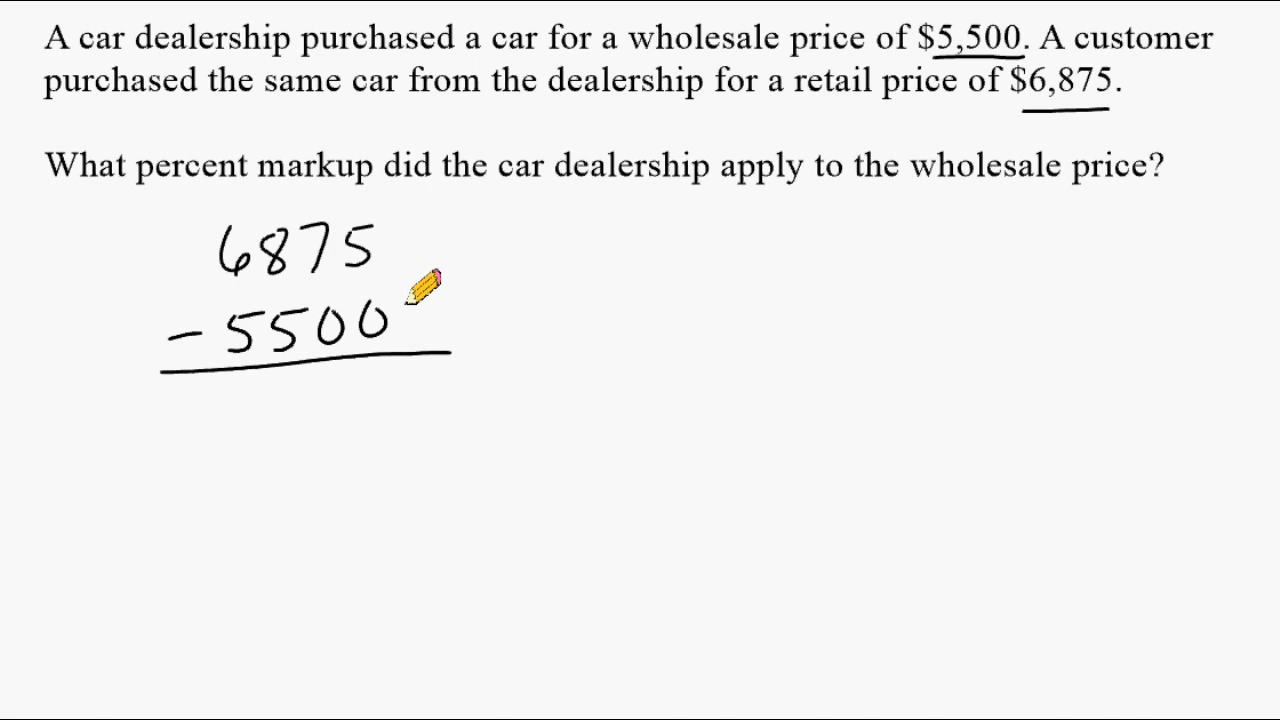 A car dealership purchased a car for a wholesale price of $5,500. A customer
purchased the same car from the dealership for a retail price of $6,875.
What percent markup did the car dealership apply to the wholesale price?
6875
- 5500